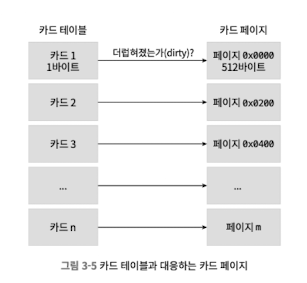 카드 테이블
카드 페이지
카드 1
1바이트
더럽혀졌는가(dirty)?
페이지 0x0000
512바이트
카드 2
페이지 0x0200
카드 3
페이지 0x0400
...
...
카드 n
페이지 m
그림 3-5 카드 테이블과 대응하는 카드 페이지